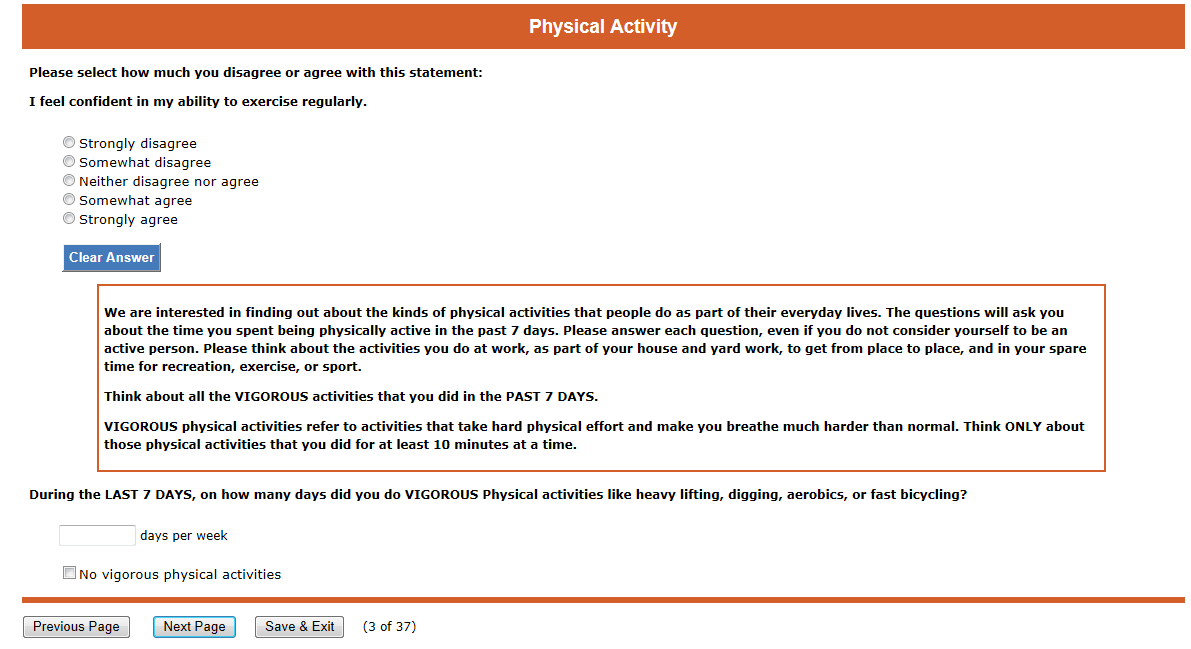 Physical Activity
Please select how much you disagree or agree with this statement:
I feel confident in my ability to exercise regularly.
Strongly disagree
Somewhat disagree
Neither disagree nor agree
Somewhat agree
Strongly agree
Clear Answer
We are interested in finding out about the kinds of physical activities that people do as part of their everyday lives. The questions will ask you
about the time you spent being physically active in the past 7 days. Please answer each question, even if you do not consider yourself to be an
active person. Please think about the activities you do at work, as part of your house and yard work, to get from place to place, and in your spare
time for recreation, exercise, or sport.
Think about all the VIGOROUS activities that you did in the PAST 7 DAYS.
VIGOROUS physical activities refer to activities that take hard physical effort and make you breathe much harder than normal. Think ONLY about
those physical activities that you did for at least 10 minutes at a time.
During the LAST 7 DAYS, on how many days did you do VIGOROUS Physical activities like heavy lifting, digging, aerobics, or fast bicycling?
days per week
No vigorous physical activities
Previous Page Next Page Save & Exit (3 of 37)